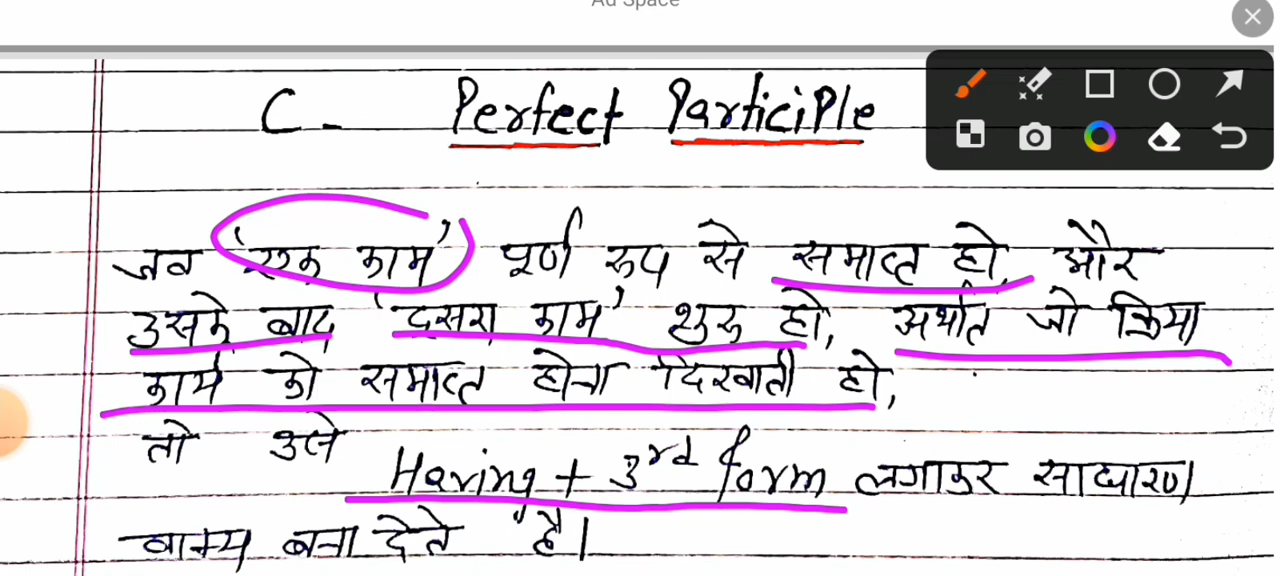 Ad Space
C- Perfect Participle
जब 'एक काम' पूर्ण रूप से समाप्त हो, और
उसके बाद 'दूसरा काम' शुरू हो, अर्थात जो क्रिया
कार्य को समाप्त होना दिखाती हो,
तो उसे
Having + 3rd form लगाकर साधारण
वाक्य बना देते है।